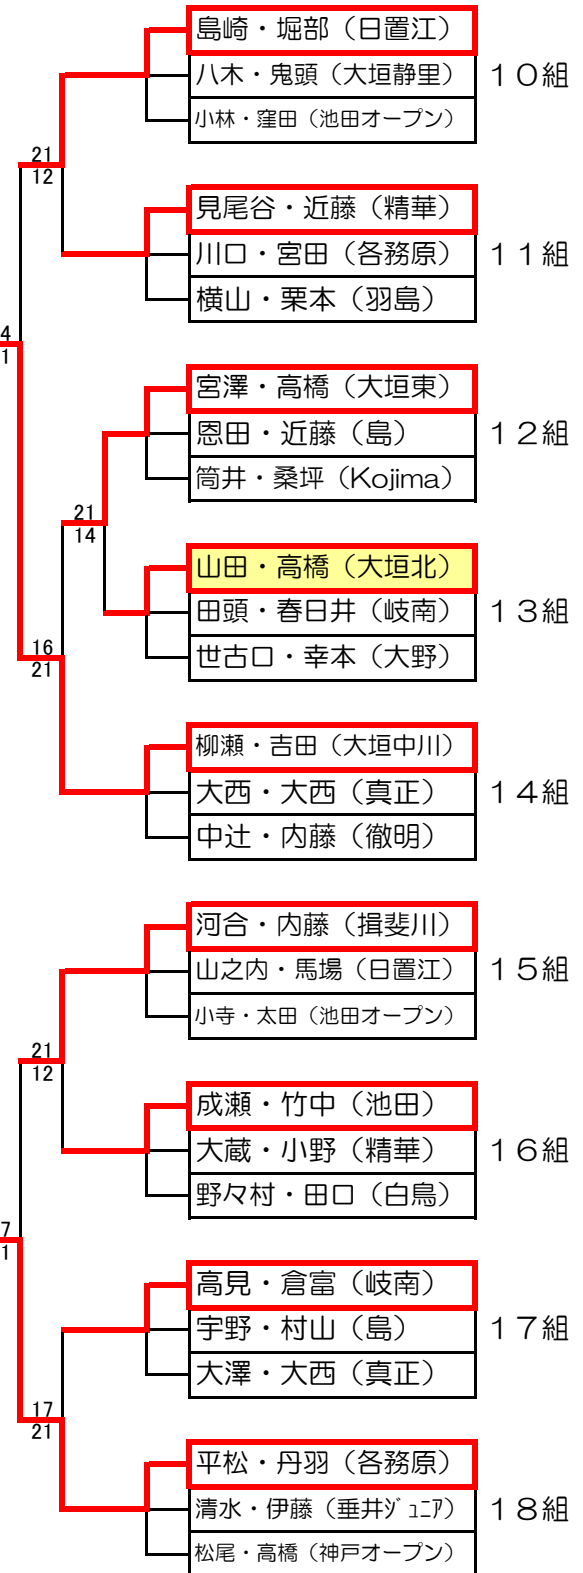 島崎・堀部（日置江）
八木・鬼頭（大垣静里）
１０組
小林・窪田（池田オープン）
21
12
見尾谷・近藤（精華）
川口・宮田（各務原）
１１組
横山・栗本（羽島）
4
1
宮澤・高橋（大垣東）
恩田・近藤（島）
１２組
筒井・桑坪（Kojima）
21
14
山田・高橋（大垣北）
田頭・春日井（岐南）
１３組
世古口・幸本（大野）
16
21
柳瀬・吉田（大垣中川）
大西・大西（真正）
１４組
中辻・内藤（徹明）
河合・内藤（揖斐川）
山之内・馬場（日置江）
１５組
小寺・太田（池田オープン）
21
12
成瀬・竹中（池田）
大蔵・小野（精華）
１６組
野々村・田口（白鳥）
7
1
高見・倉富（岐南）
宇野・村山（島）
１７組
大澤・大西（真正）
17
21
平松・丹羽（各務原）
清水・伊藤（垂井ｼﾞｭﾆｱ）
１８組
松尾・高橋（神戸オープン）